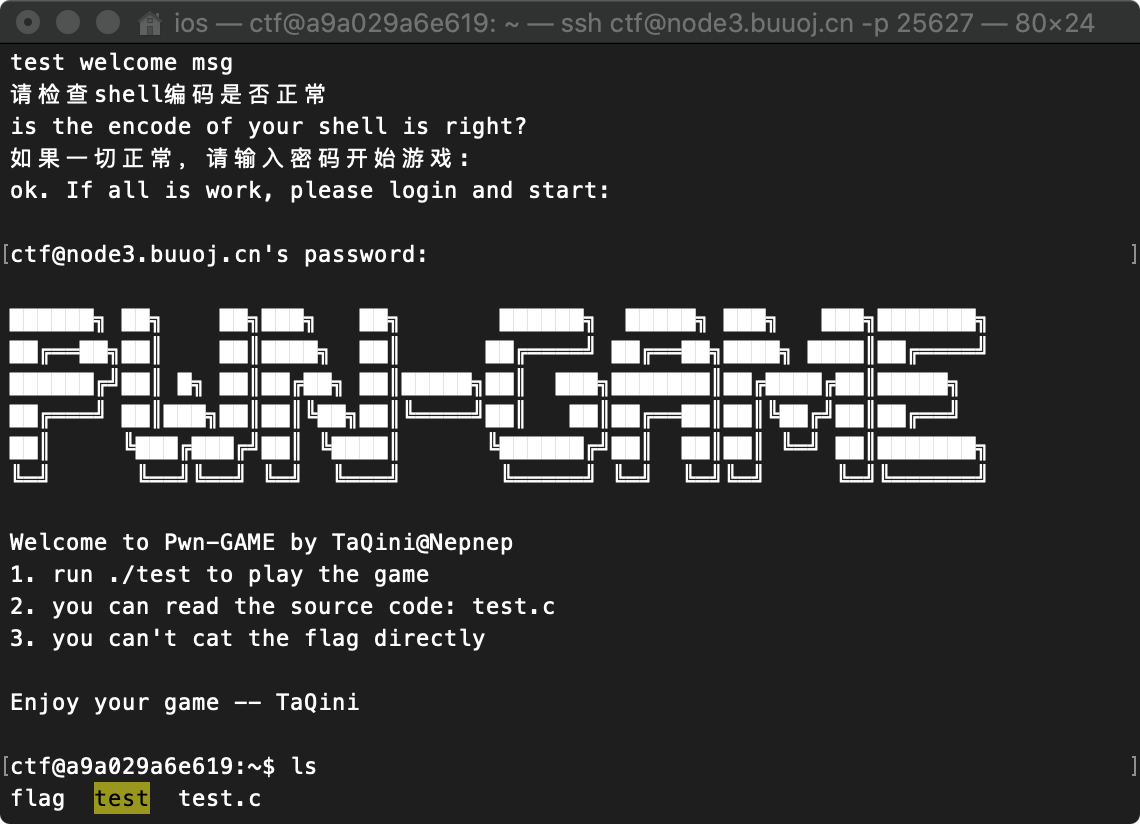 ios — ctf@a9a029a6e619: ~ — ssh ctf@node3.buuoj.cn -p 25627 — 80×24
test welcome msg
请检查shell编码是否正常
is the encode of your shell is right?
如果一切正常，请输入密码开始游戏：
ok. If all is work, please login and start:
[ctf@node3.buuoj.cn's password: ]
PWN-GAME
Welcome to Pwn-GAME by TaQini@Nepnep
1. run ./test to play the game
2. you can read the source code: test.c
3. you can't cat the flag directly
Enjoy your game -- TaQini
[ctf@a9a029a6e619:~$ ls ]
flag test test.c